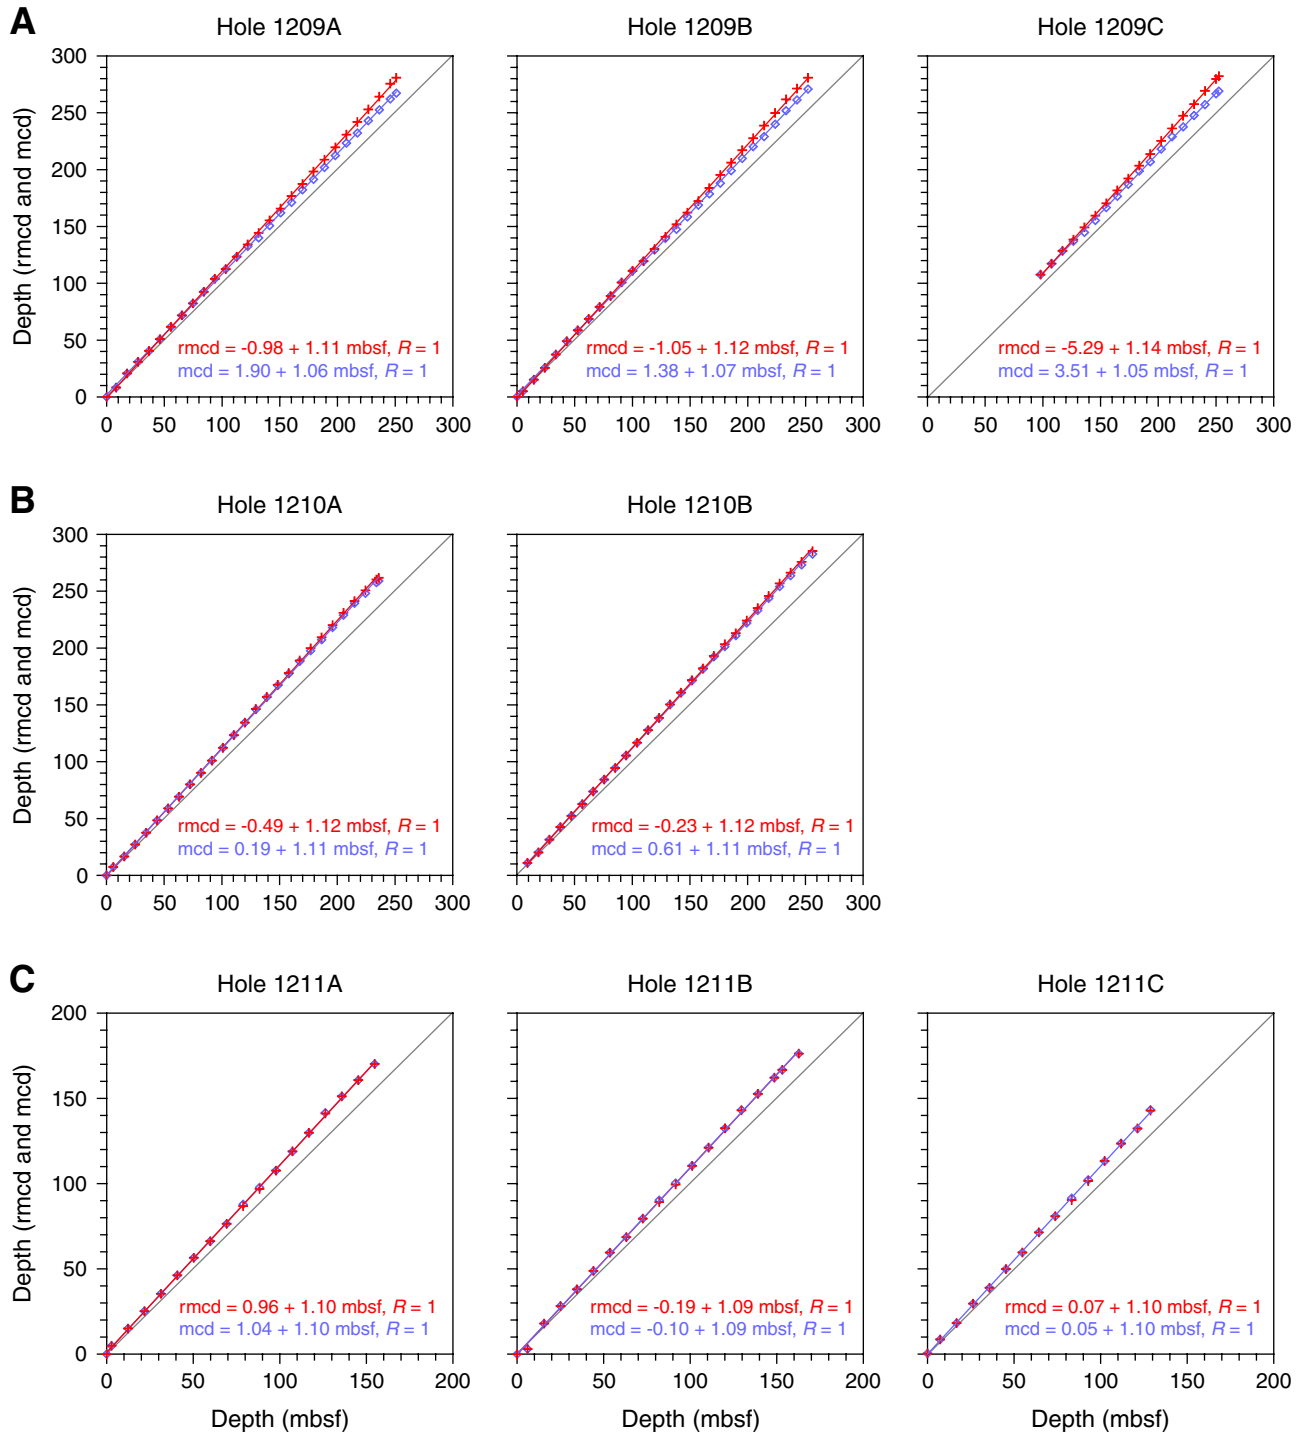 A
Hole 1209A
Hole 1209B
Hole 1209C
Depth (rmcd and mcd)
300
250
200
150
100
50
0
rmcd = -0.98 + 1.11 mbsf, R = 1
mcd = 1.90 + 1.06 mbsf, R = 1
rmcd = -1.05 + 1.12 mbsf, R = 1
mcd = 1.38 + 1.07 mbsf, R = 1
rmcd = -5.29 + 1.14 mbsf, R = 1
mcd = 3.51 + 1.05 mbsf, R = 1
0 50 100 150 200 250 300
0 50 100 150 200 250 300
0 50 100 150 200 250 300
B
Hole 1210A
Hole 1210B
Depth (rmcd and mcd)
300
250
200
150
100
50
0
rmcd = -0.49 + 1.12 mbsf, R = 1
mcd = 0.19 + 1.11 mbsf, R = 1
rmcd = -0.23 + 1.12 mbsf, R = 1
mcd = 0.61 + 1.11 mbsf, R = 1
0 50 100 150 200 250 300
0 50 100 150 200 250 300
C
Hole 1211A
Hole 1211B
Hole 1211C
Depth (rmcd and mcd)
200
150
100
50
0
rmcd = 0.96 + 1.10 mbsf, R = 1
mcd = 1.04 + 1.10 mbsf, R = 1
rmcd = -0.19 + 1.09 mbsf, R = 1
mcd = -0.10 + 1.09 mbsf, R = 1
rmcd = 0.07 + 1.10 mbsf, R = 1
mcd = 0.05 + 1.10 mbsf, R = 1
0 50 100 150 200
0 50 100 150 200
0 50 100 150 200
Depth (mbsf)
Depth (mbsf)
Depth (mbsf)